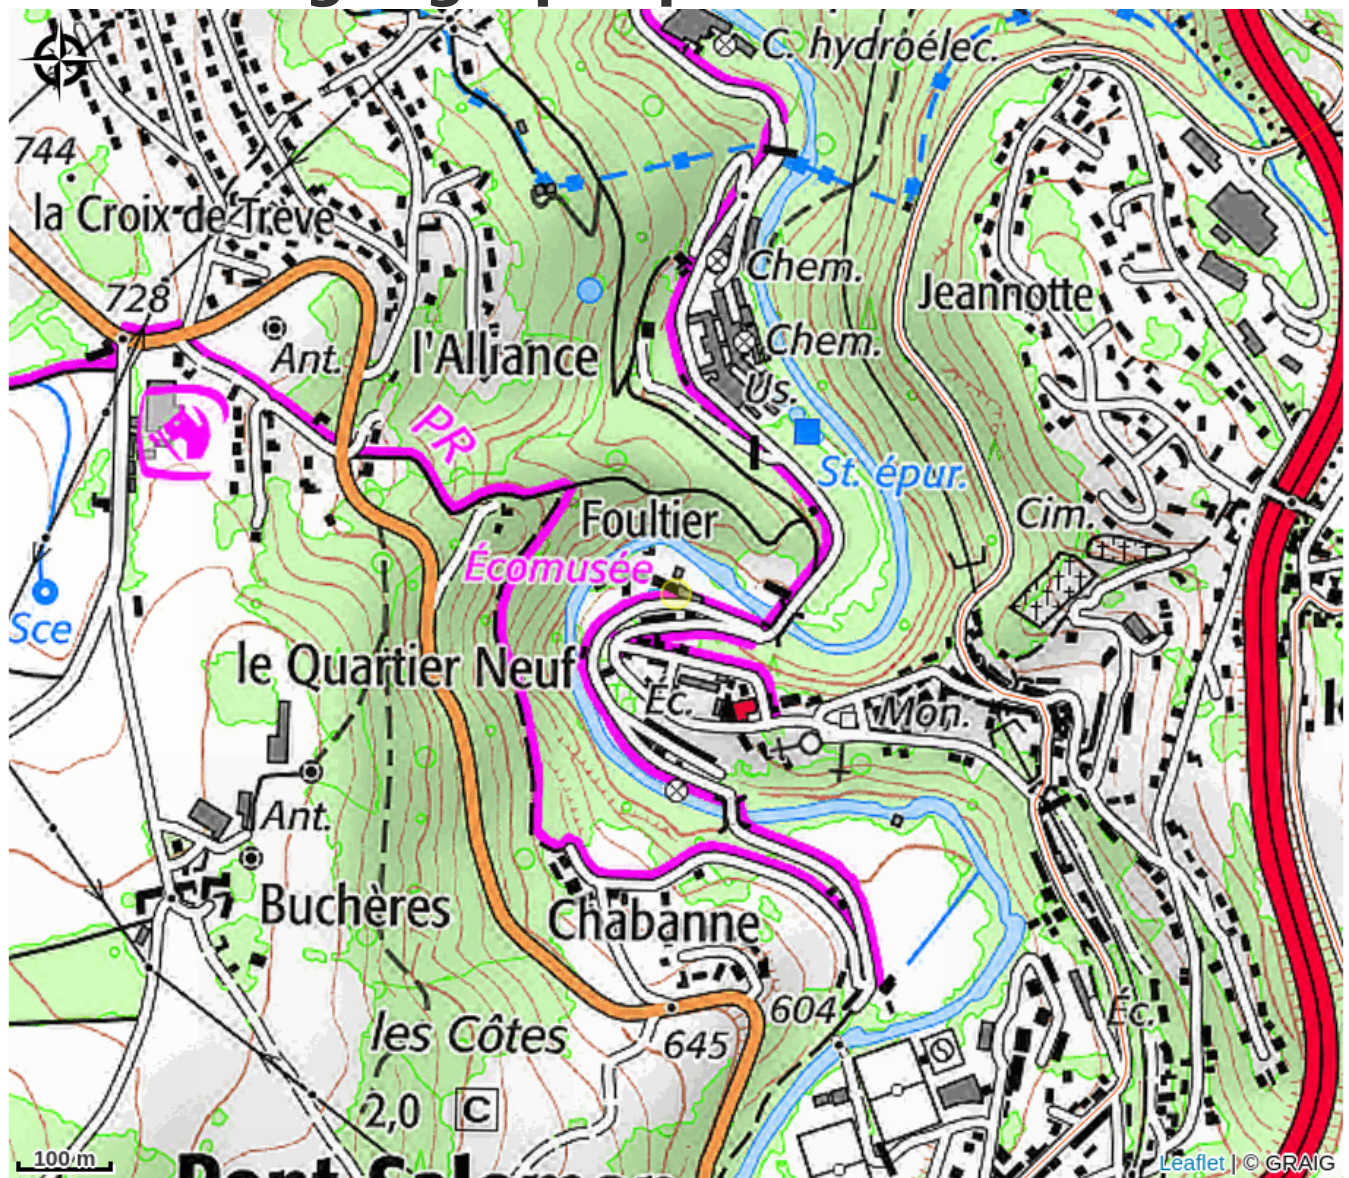 C. hydroélec.
744
la Croix de Trève
Chem.
728
Jeannotte
Ant.
l'Alliance
Chem.
Us.
PR
St. épur.
Foultier
Cim.
Écomusée
Sce
le Quartier Neuf
Éc.
Mon.
Ant.
Buchères
Chabanne
604
Éc.
les Côtes
645
2,0
C
100 m
Leaflet | © GRAIG